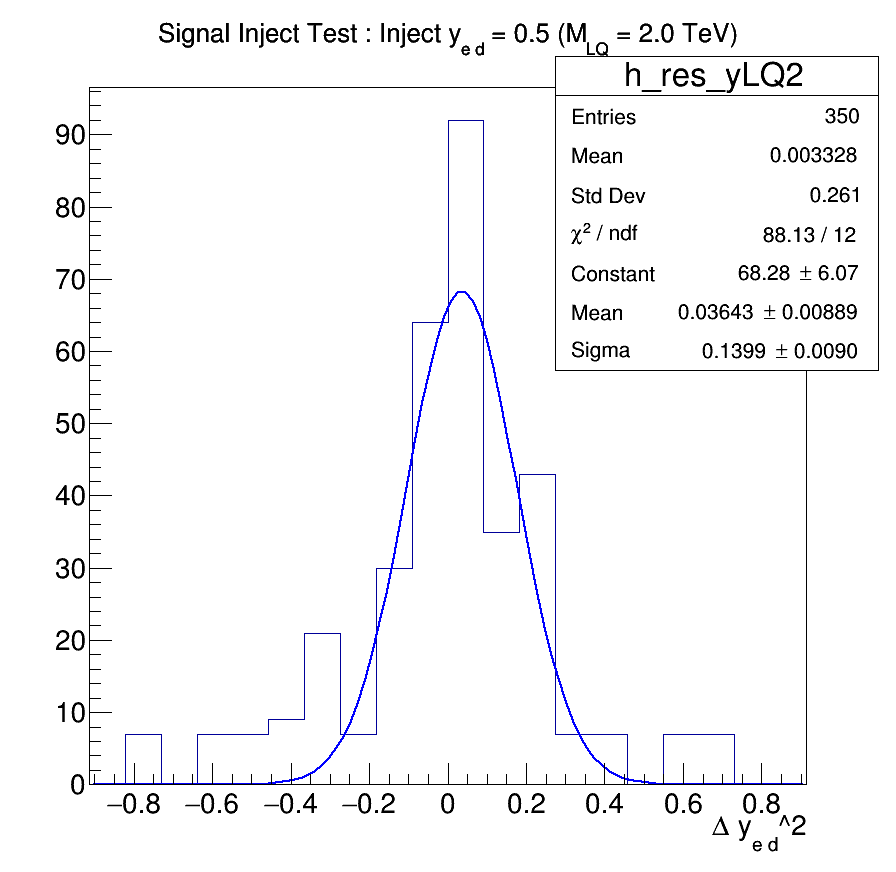 Signal Inject Test : Inject y_{e d} = 0.5 (M_{LQ} = 2.0 TeV)
h_res_yLQ2
Entries 350
Mean 0.003328
Std Dev 0.261
χ² / ndf 88.13 / 12
Constant 68.28 ± 6.07
Mean 0.03643 ± 0.00889
Sigma 0.1399 ± 0.0090
90
80
70
60
50
40
30
20
10
0
−0.8 −0.6 −0.4 −0.2 0 0.2 0.4 0.6 0.8
Δ y_{e d}^2